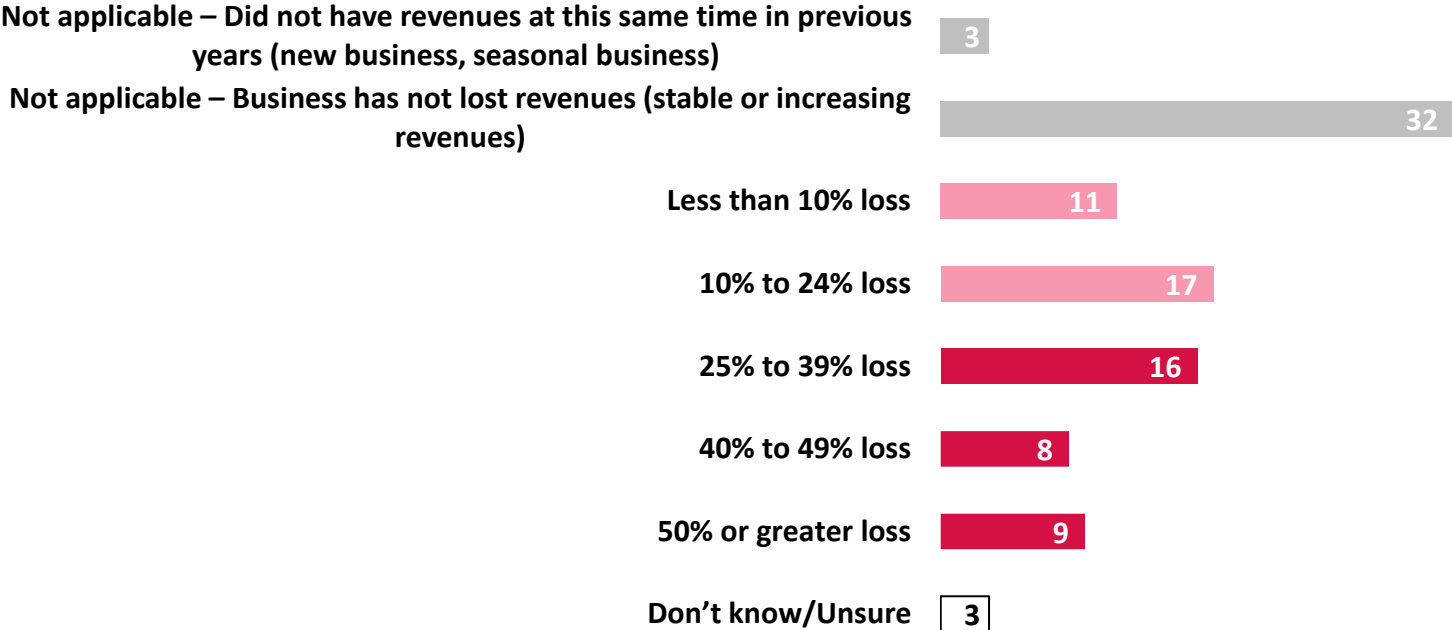 Not applicable – Did not have revenues at this same time in previous
years (new business, seasonal business)
3
Not applicable – Business has not lost revenues (stable or increasing
revenues)
32
Less than 10% loss
11
10% to 24% loss
17
25% to 39% loss
16
40% to 49% loss
8
50% or greater loss
9
Don’t know/Unsure
3